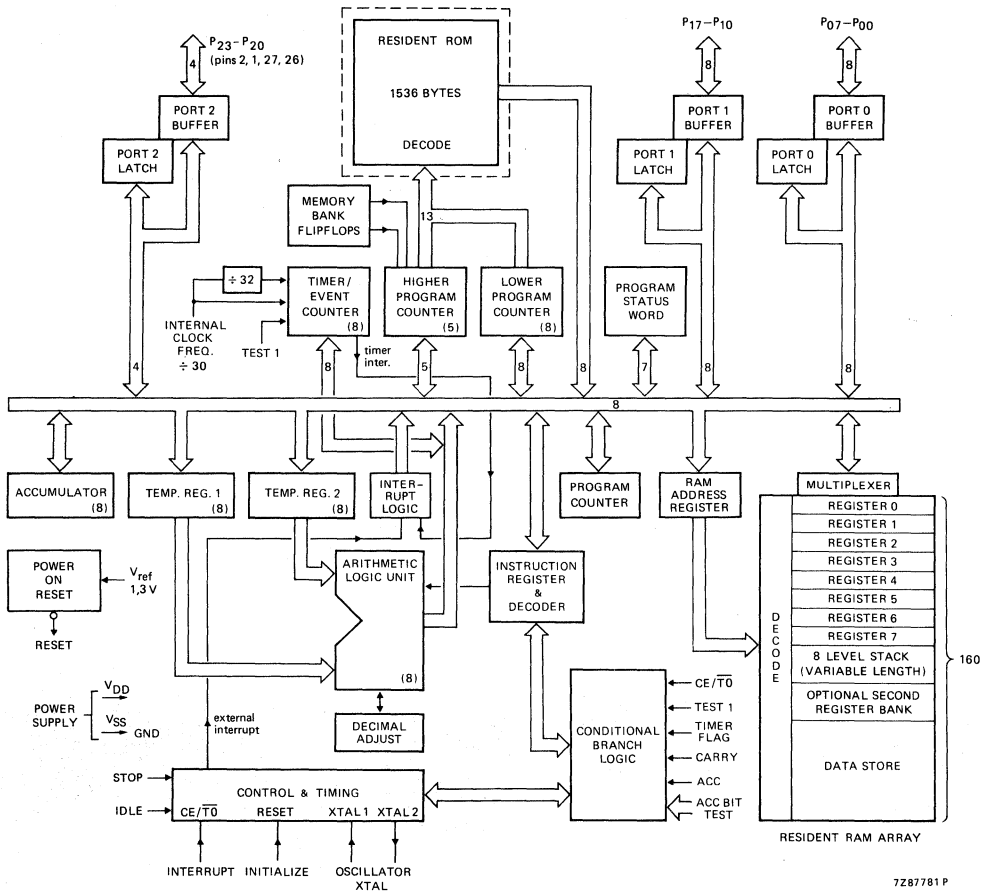 P23–P20
(pins 2, 1, 27, 26)
4
PORT 2
BUFFER
PORT 2
LATCH
4
RESIDENT ROM
1536 BYTES
DECODE
8
P17–P10
8
PORT 1
BUFFER
PORT 1
LATCH
8
P07–P00
8
PORT 0
BUFFER
PORT 0
LATCH
8
MEMORY
BANK
FLIPFLOPS
13
÷ 32
INTERNAL
CLOCK
FREQ.
÷ 30
TEST 1
TIMER/
EVENT
COUNTER
(8)
timer
inter.
8
HIGHER
PROGRAM
COUNTER
(5)
5
LOWER
PROGRAM
COUNTER
(8)
8
PROGRAM
STATUS
WORD
7
8
ACCUMULATOR
(8)
TEMP. REG. 1
(8)
TEMP. REG. 2
(8)
INTER–
RUPT
LOGIC
PROGRAM
COUNTER
RAM
ADDRESS
REGISTER
MULTIPLEXER
REGISTER 0
REGISTER 1
REGISTER 2
REGISTER 3
REGISTER 4
REGISTER 5
REGISTER 6
REGISTER 7
8 LEVEL STACK
(VARIABLE LENGTH)
OPTIONAL SECOND
REGISTER BANK
DATA STORE
DECODE
160
RESIDENT RAM ARRAY
POWER
ON
RESET
Vref
1,3 V
RESET
ARITHMETIC
LOGIC UNIT
(8)
INSTRUCTION
REGISTER
&
DECODER
DECIMAL
ADJUST
POWER
SUPPLY
VDD
VSS
GND
external
interrupt
CONDITIONAL
BRANCH
LOGIC
CE/T̅0̅
TEST 1
TIMER
FLAG
CARRY
ACC
ACC BIT
TEST
STOP
IDLE
CONTROL & TIMING
CE/T̅0̅ RESET XTAL 1 XTAL 2
INTERRUPT INITIALIZE OSCILLATOR
XTAL
7Z87781 P